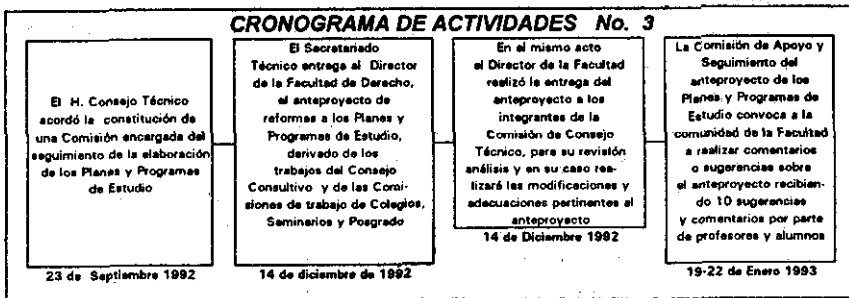 CRONOGRAMA DE ACTIVIDADES No. 3
El H. Consejo Técnico
acordó la constitución de
una Comisión encargada del
seguimiento de la elaboración
de los Planes y Programas
de Estudio
23 de Septiembre 1992
El Secretariado
Técnico entrega al Director
de la Facultad de Derecho,
el anteproyecto de
reformas a los Planes y
Programas de Estudio,
derivado de los
trabajos del Consejo
Consultivo y de las Comi-
siones de trabajo de Colegios,
Seminarios y Posgrado
14 de diciembre de 1992
En el mismo acto
el Director de la Facultad
realizó la entrega del
anteproyecto a los
integrantes de la
Comisión de Consejo
Técnico, para su revisión
análisis y en su caso rea-
lizará las modificaciones y
adecuaciones pertinentes al
anteproyecto
14 de Diciembre 1992
La Comisión de Apoyo y
Seguimiento del
anteproyecto de los
Planes y Programas de
Estudio convoca a la
comunidad de la Facultad
a realizar comentarios
o sugerencias sobre
el anteproyecto recibien-
do 10 sugerencias
y comentarios por parte
de profesores y alumnos
19-22 de Enero 1993